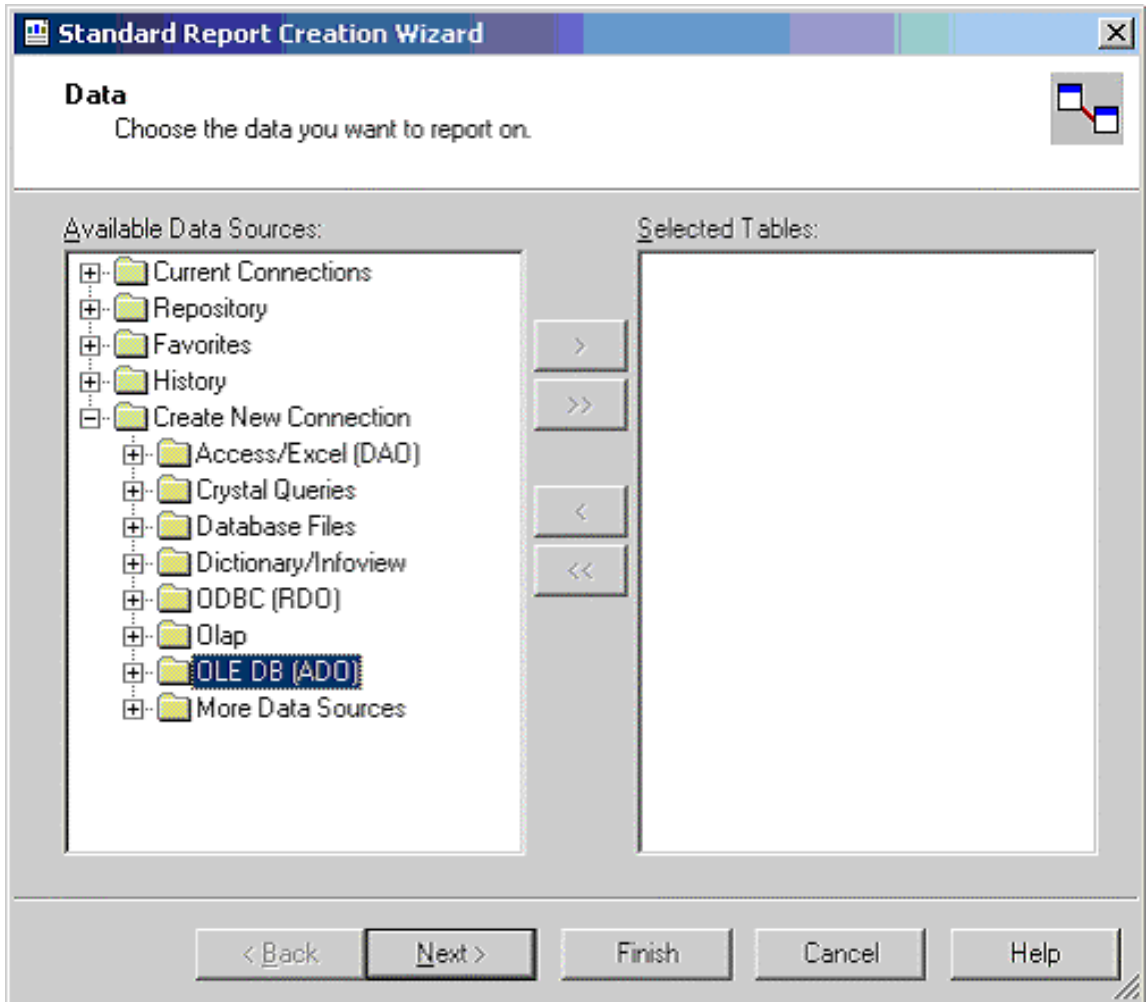 Standard Report Creation Wizard
Data
Choose the data you want to report on.
Available Data Sources:
Selected Tables:
Current Connections
Repository
Favorites
History
Create New Connection
Access/Excel (DAO)
Crystal Queries
Database Files
Dictionary/Infoview
ODBC (RDO)
Olap
OLE DB (ADO)
More Data Sources
>
>>
<
<<
< Back
Next >
Finish
Cancel
Help